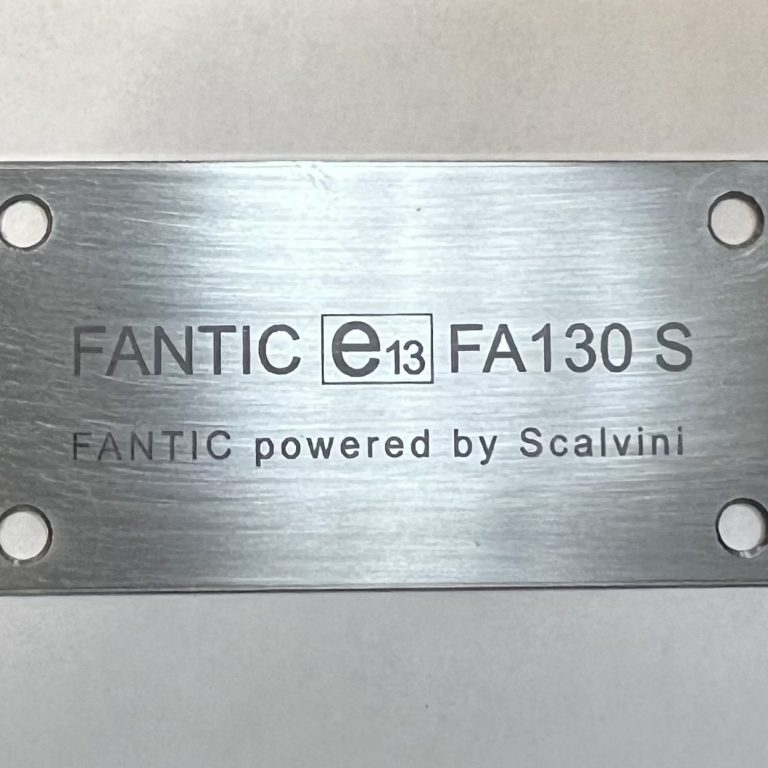 FANTIC e13 FA130 S
FANTIC powered by Scalvini